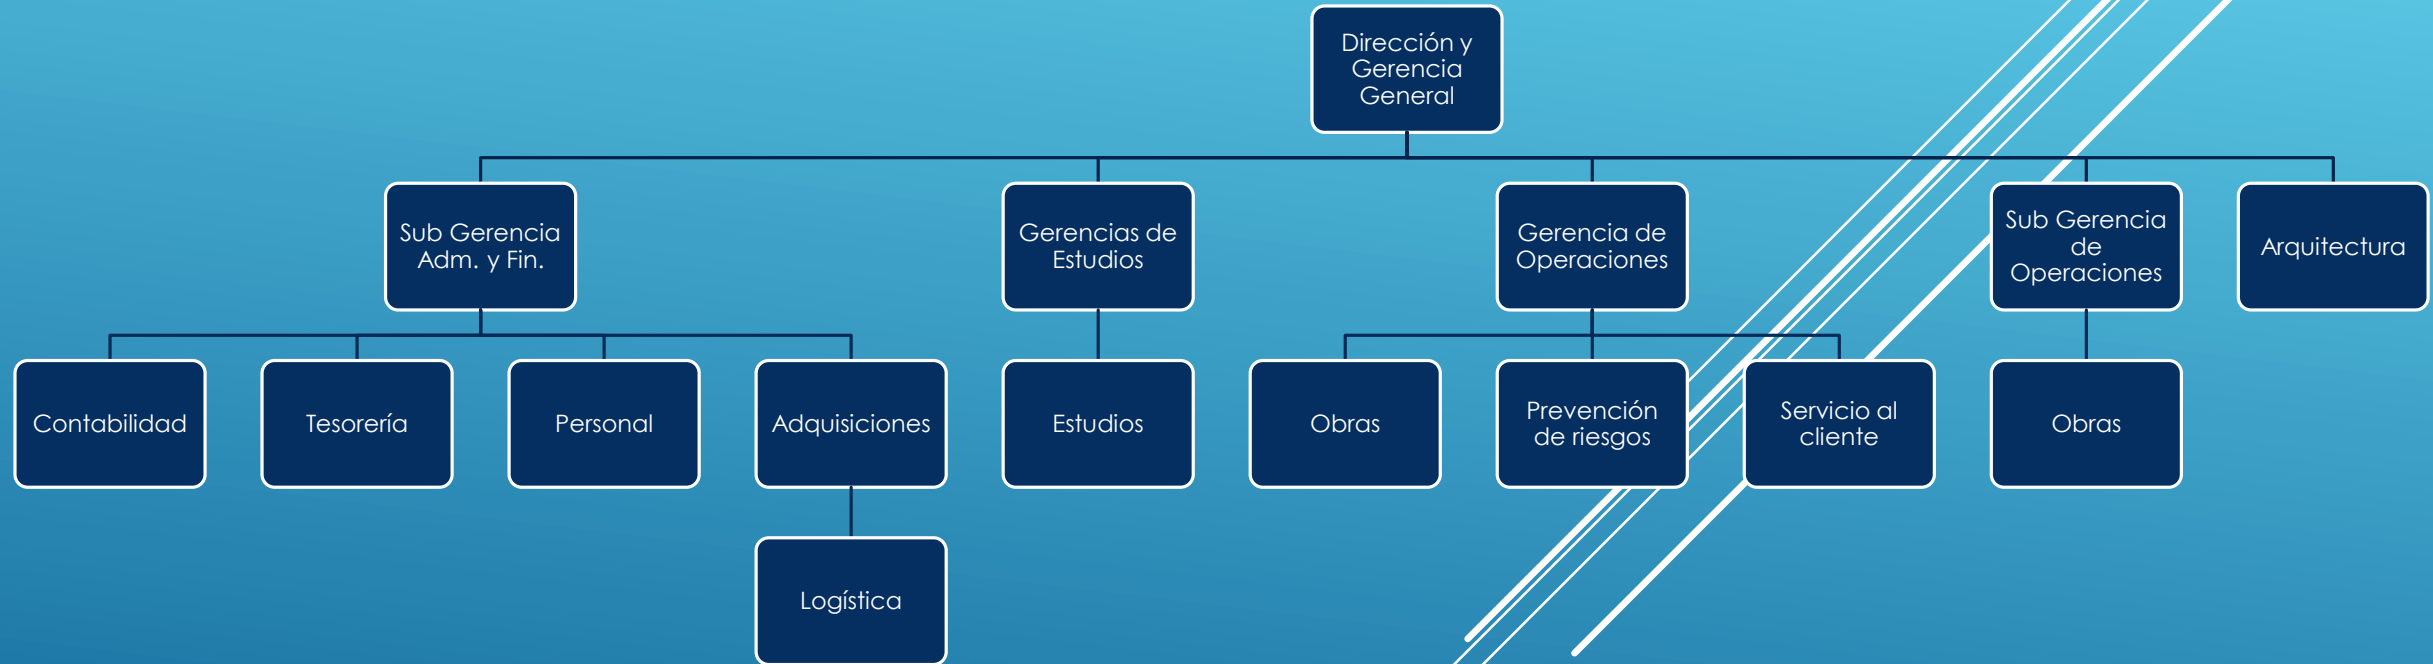 Dirección y
Gerencia
General
Sub Gerencia
Adm. y Fin.
Gerencias de
Estudios
Gerencia de
Operaciones
Sub Gerencia
de
Operaciones
Arquitectura
Contabilidad
Tesorería
Personal
Adquisiciones
Estudios
Obras
Prevención
de riesgos
Servicio al
cliente
Obras
Logística